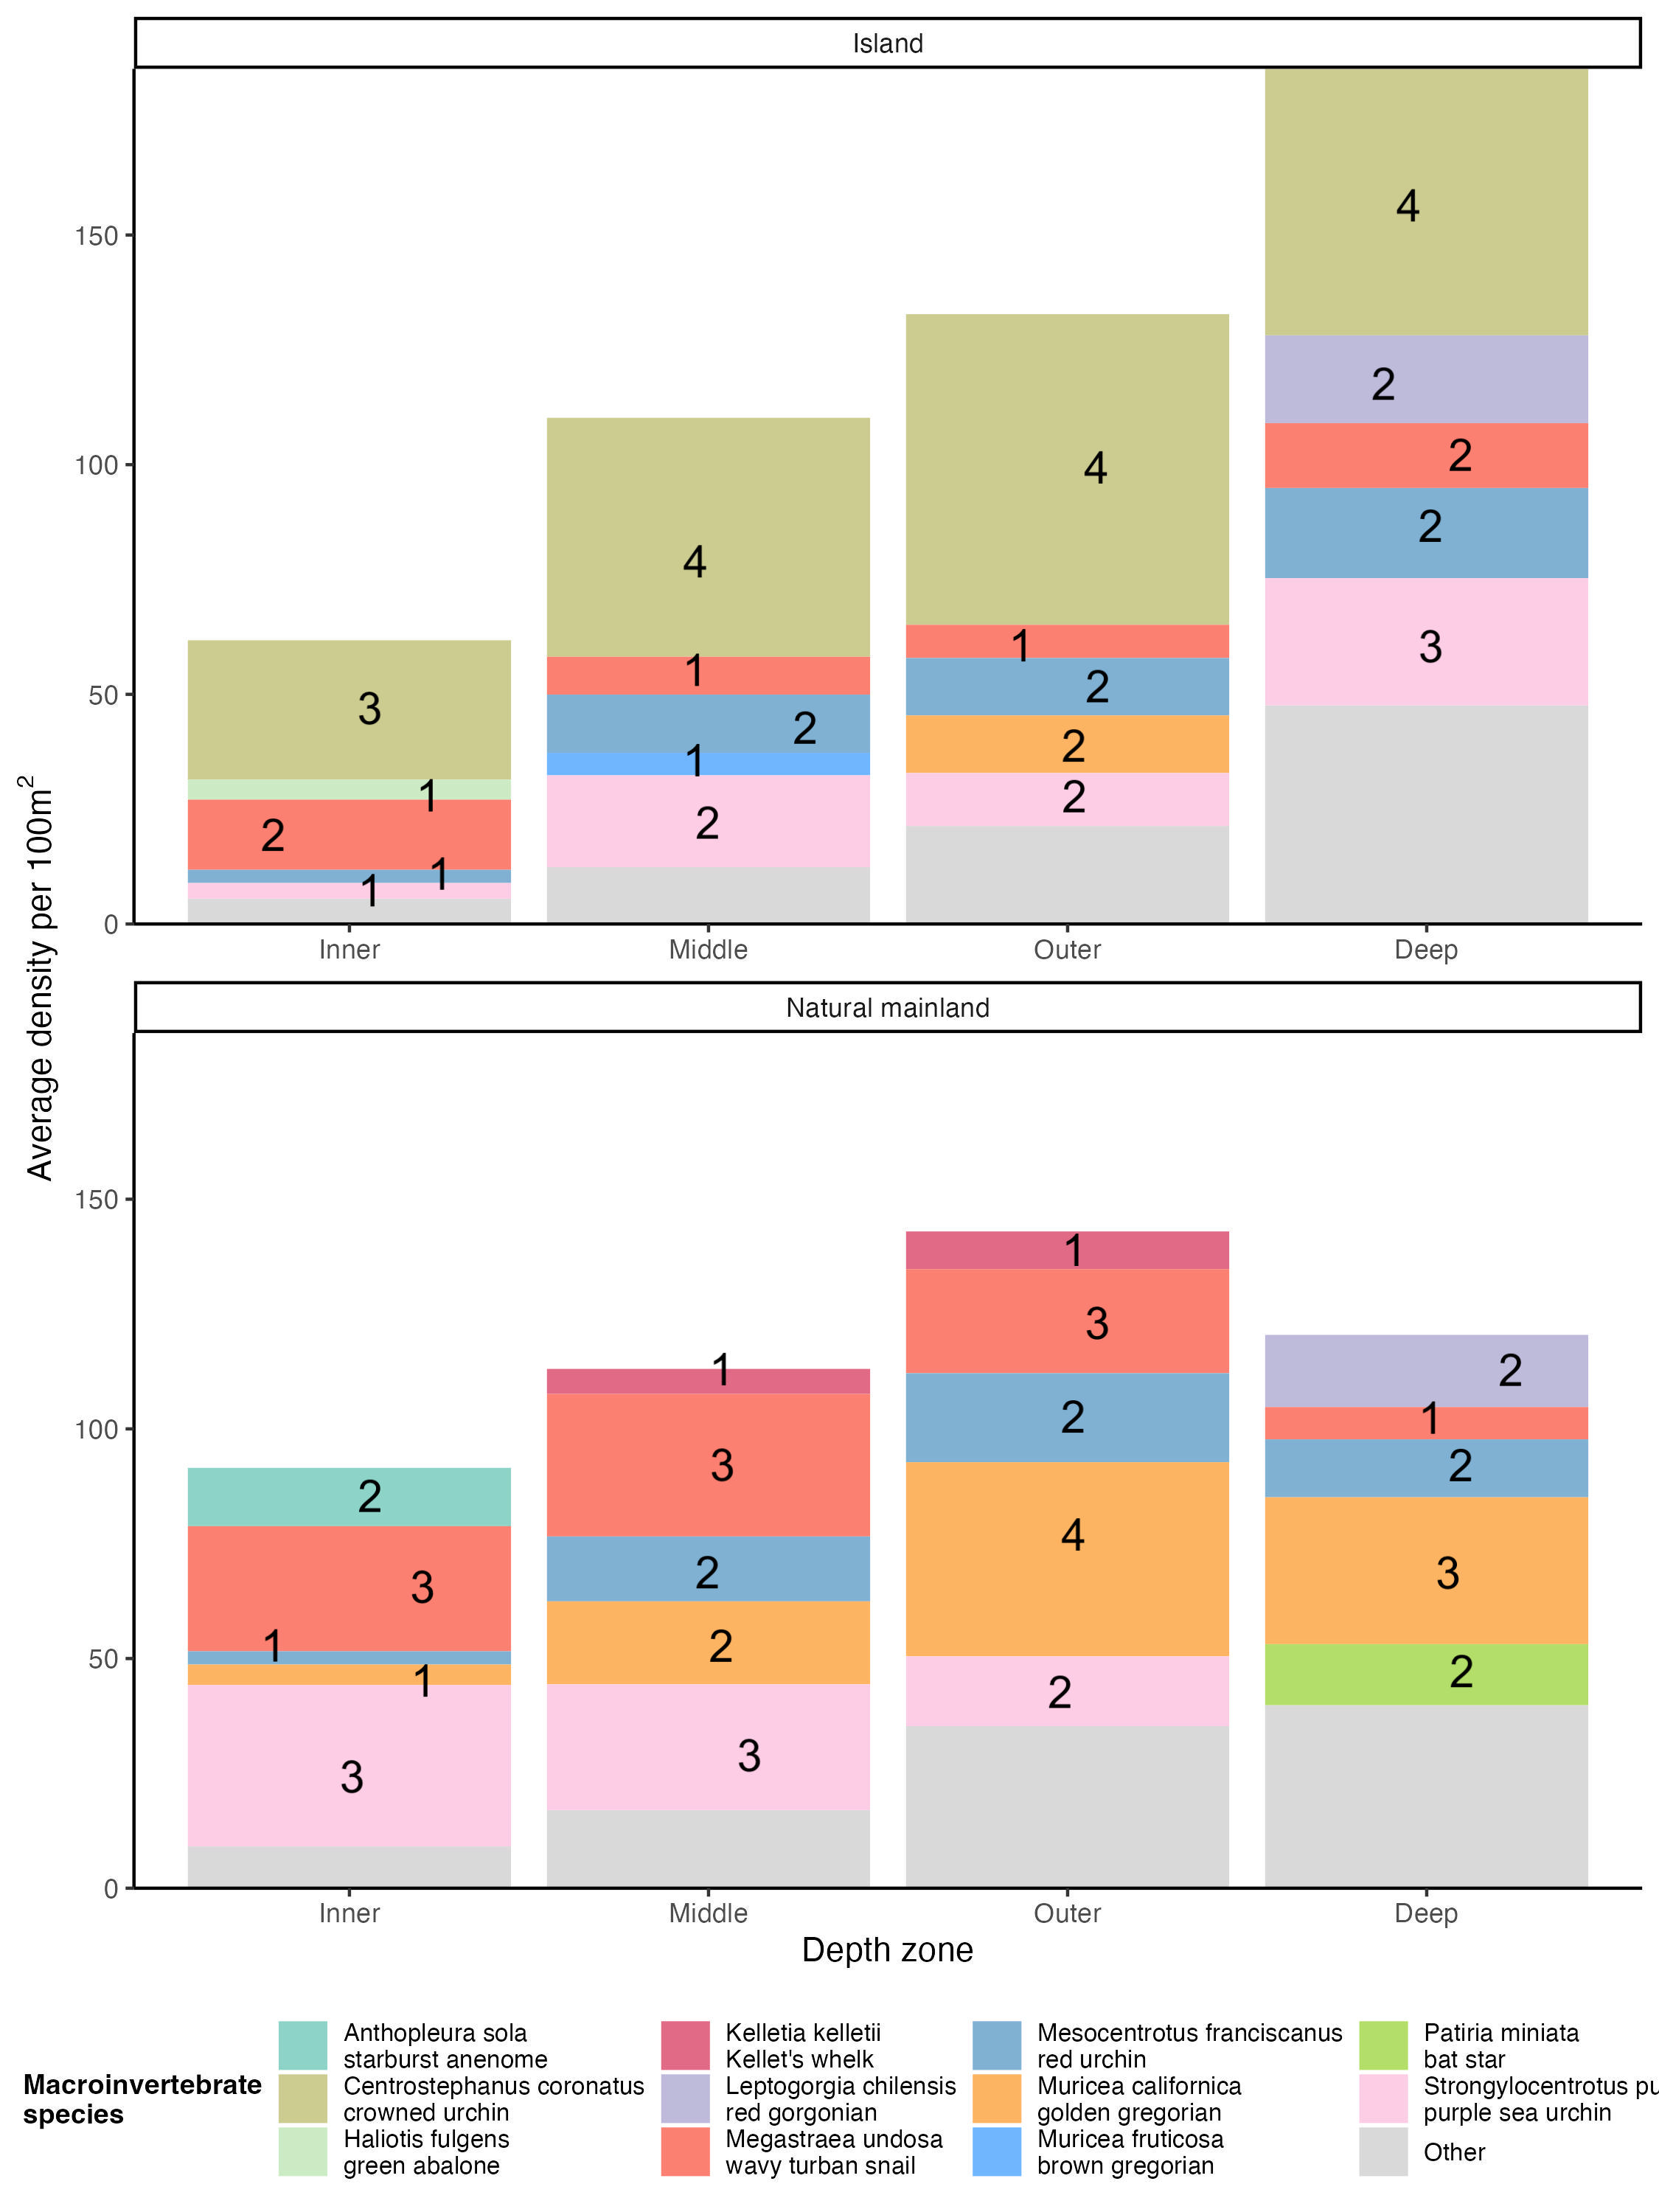 Island
Average density per 100m²
150
100
50
0
4
2
2
2
3
4
1
2
2
2
4
1
2
1
2
3
1
2
1
1
Inner Middle Outer Deep
Natural mainland
150
100
50
0
1
3
2
4
2
2
1
2
3
2
1
3
2
2
3
2
3
1
1
3
Inner Middle Outer Deep
Depth zone
Macroinvertebrate
species
Anthopleura sola
starburst anenome
Centrostephanus coronatus
crowned urchin
Haliotis fulgens
green abalone
Kelletia kelletii
Kellet's whelk
Leptogorgia chilensis
red gorgonian
Megastraea undosa
wavy turban snail
Mesocentrotus franciscanus
red urchin
Muricea californica
golden gregorian
Muricea fruticosa
brown gregorian
Patiria miniata
bat star
Strongylocentrotus pu
purple sea urchin
Other